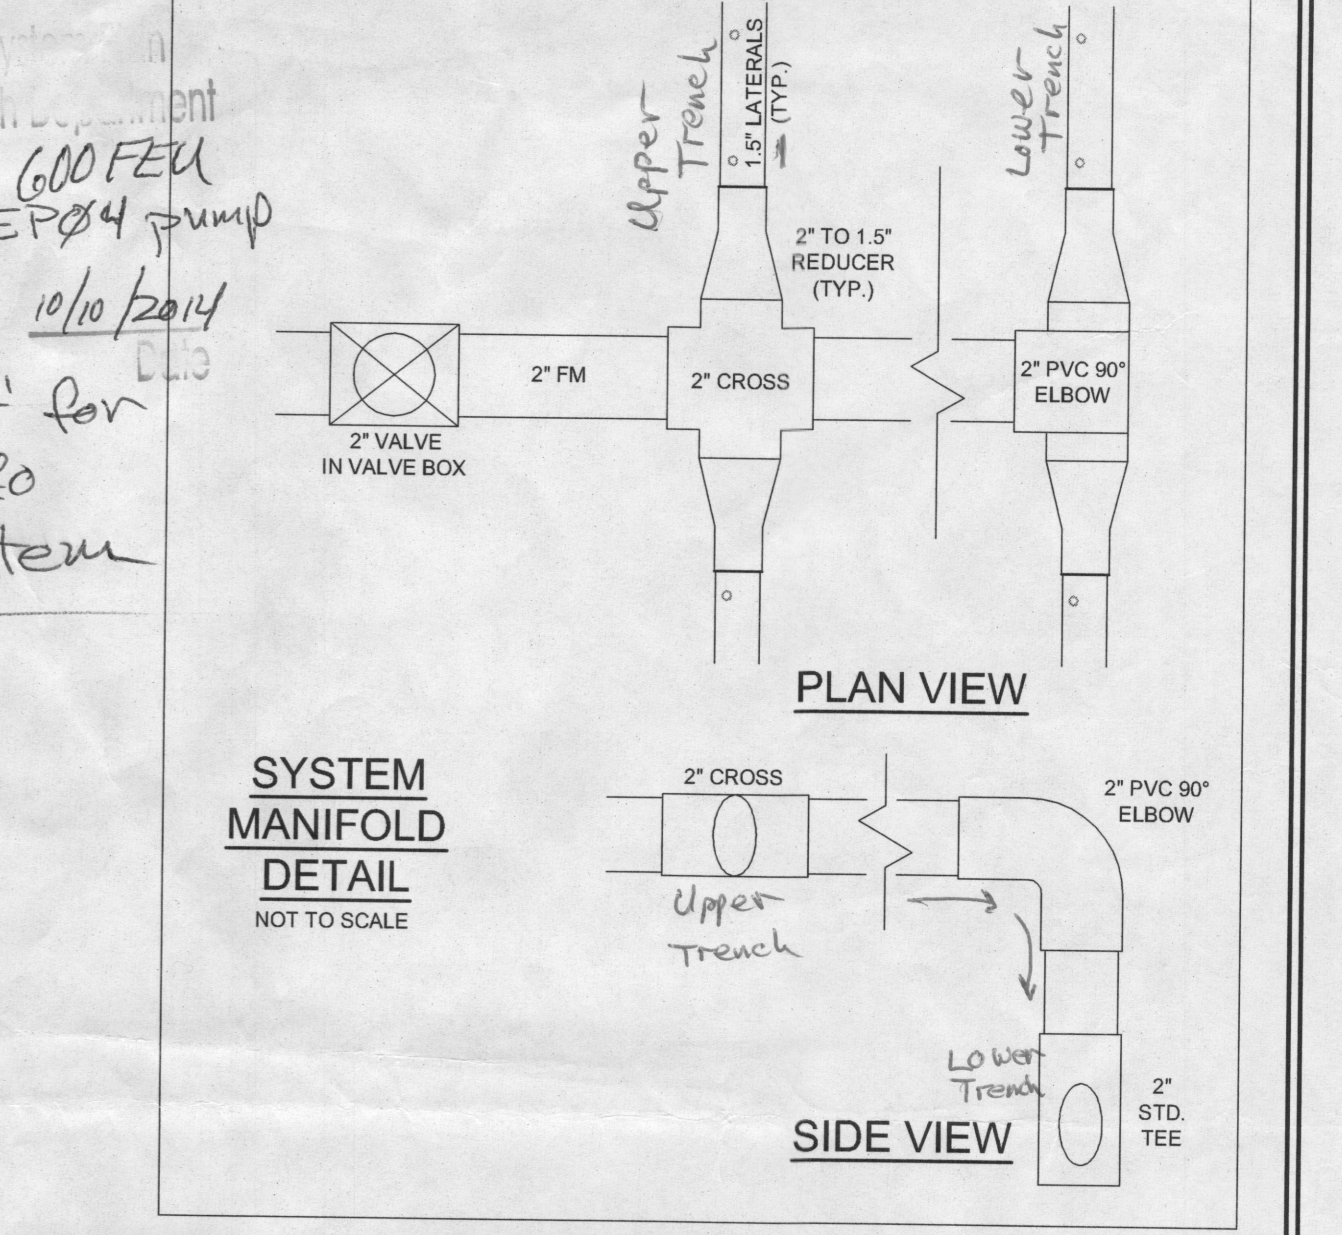 Department
600 FEU
EPØ4 pump
10/10/2014
Date
for
tem
Upper
Trench
1.5" LATERALS
(TYP.)
Lower
Trench
2" TO 1.5"
REDUCER
(TYP.)
2" VALVE
IN VALVE BOX
2" FM
2" CROSS
2" PVC 90°
ELBOW
PLAN VIEW
SYSTEM
MANIFOLD
DETAIL
NOT TO SCALE
2" CROSS
Upper
Trench
2" PVC 90°
ELBOW
Lower
Trench
2"
STD.
TEE
SIDE VIEW